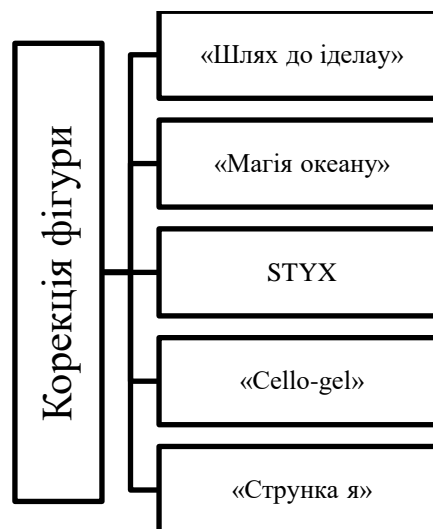 Корекція фігури
«Шлях до іделау»
«Магія океану»
STYX
«Cello-gel»
«Струнка я»